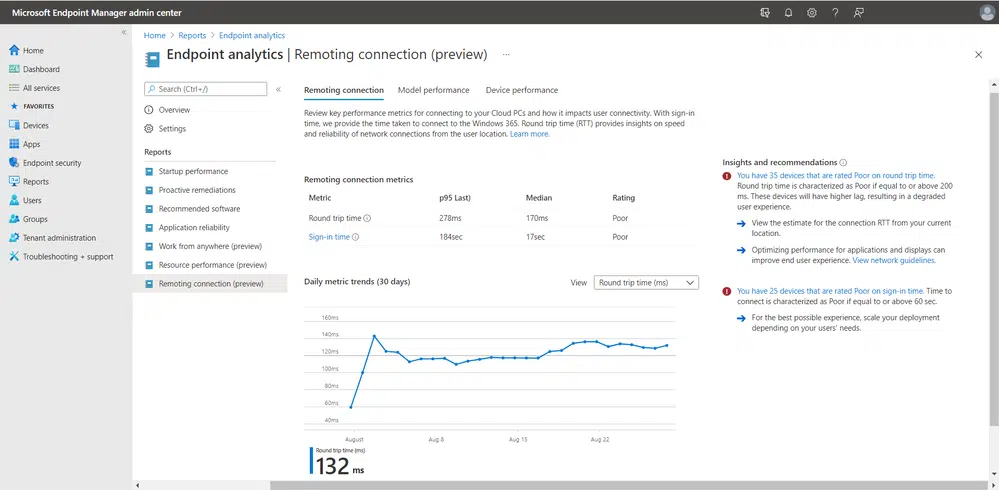 Microsoft Endpoint Manager admin center
Home > Reports > Endpoint analytics
Endpoint analytics | Remoting connection (preview) ...
Home
Dashboard
All services
FAVORITES
Devices
Apps
Endpoint security
Reports
Users
Groups
Tenant administration
Troubleshooting + support
Search (Ctrl+/)
Overview
Settings
Reports
Startup performance
Proactive remediations
Recommended software
Application reliability
Work from anywhere (preview)
Resource performance (preview)
Remoting connection (preview)
Remoting connection Model performance Device performance
Review key performance metrics for connecting to your Cloud PCs and how it impacts user connectivity. With sign-in
time, we provide the time taken to connect to the Windows 365. Round trip time (RTT) provides insights on speed
and reliability of network connections from the user location. Learn more.
Remoting connection metrics
Metric p95 Last) Median Rating
Round trip time 278ms 170ms Poor
Sign-in time 184sec 17sec Poor
Daily metric trends (30 days) View Round trip time (ms)
160ms
140ms
120ms
100ms
80ms
60ms
40ms
August Aug 8 Aug 15 Aug 22
Round trip time (ms)
132 ms
Insights and recommendations
You have 35 devices that are rated Poor on round trip time.
Round trip time is characterized as Poor if equal to or above 200
ms. These devices will have higher lag, resulting in a degraded
user experience.
View the estimate for the connection RTT from your current
location.
Optimizing performance for applications and displays can
improve end user experience. View network guidelines.
You have 25 devices that are rated Poor on sign-in time. Time to
connect is characterized as Poor if equal to or above 60 sec.
For the best possible experience, scale your deployment
depending on your users' needs.